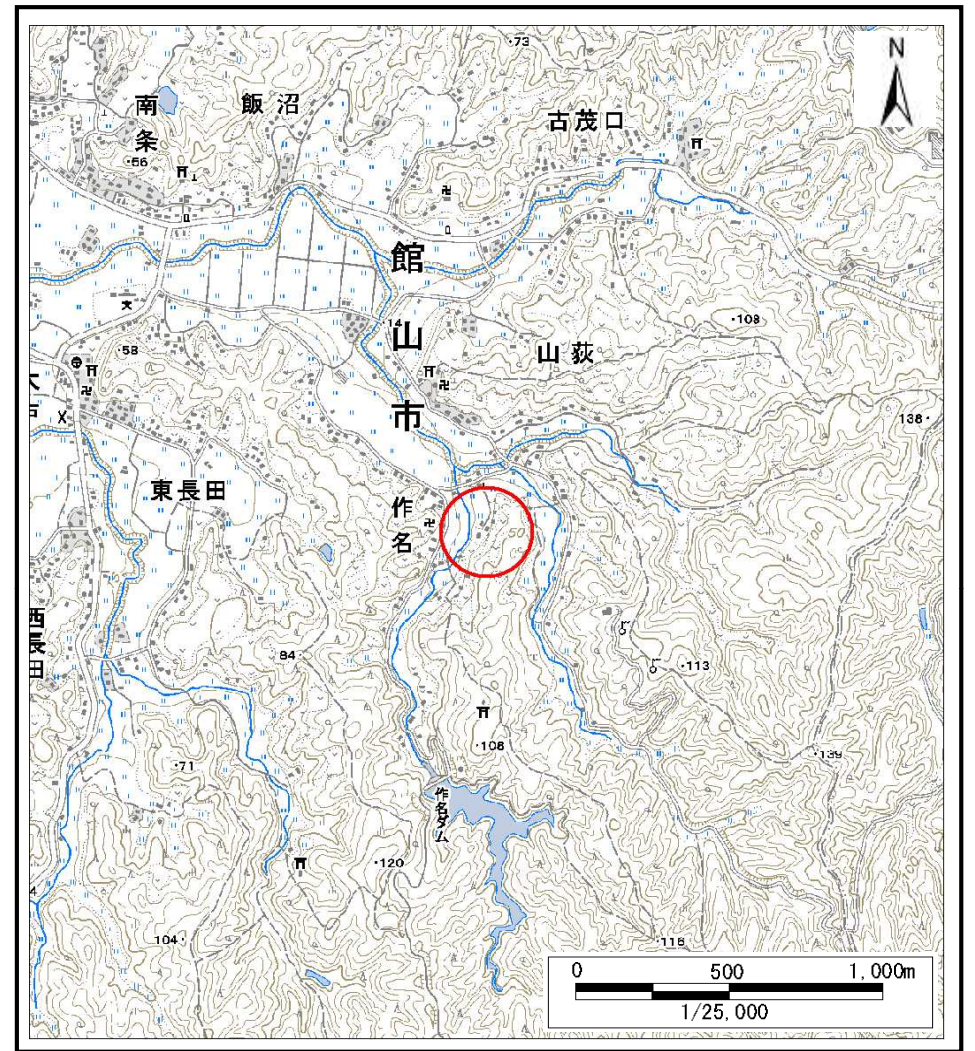 ・73
N
南条
飯沼
古茂口
・56
館山市
・108
14
山荻
・58
138・
東長田
作名
西長田
84・
・113
・108
・139
・71
作名ダム
・120
104・
・116
0 500 1,000m
1/25,000